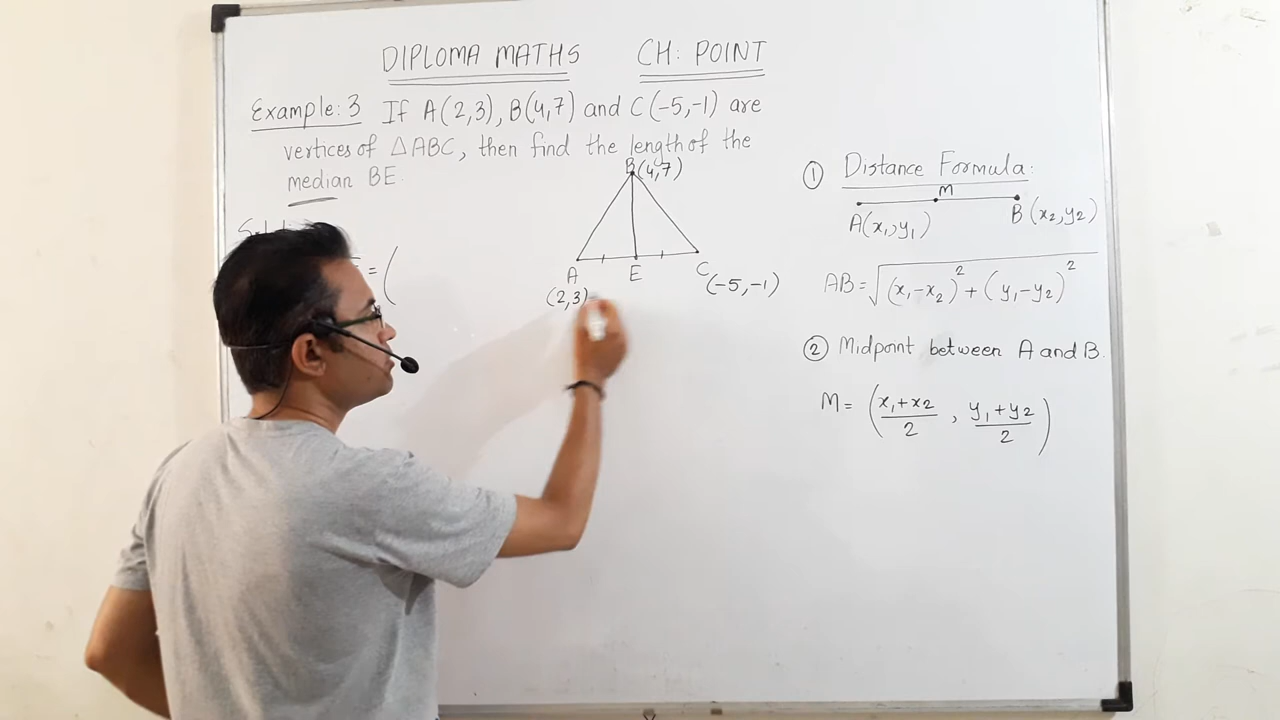 DIPLOMA MATHS CH: POINT
Example: 3 If A(2,3), B(4,7) and C(-5,-1) are
vertices of △ABC, then find the length of the
median BE.
B(4,7)
A
E
C
(2,3)
(-5,-1)
= (
① Distance Formula:
M
A(x₁,y₁)
B(x₂,y₂)
AB=√((x₁-x₂)²+(y₁-y₂)²)
② Midpoint between A and B.
M= ((x₁+x₂)/2 , (y₁+y₂)/2)